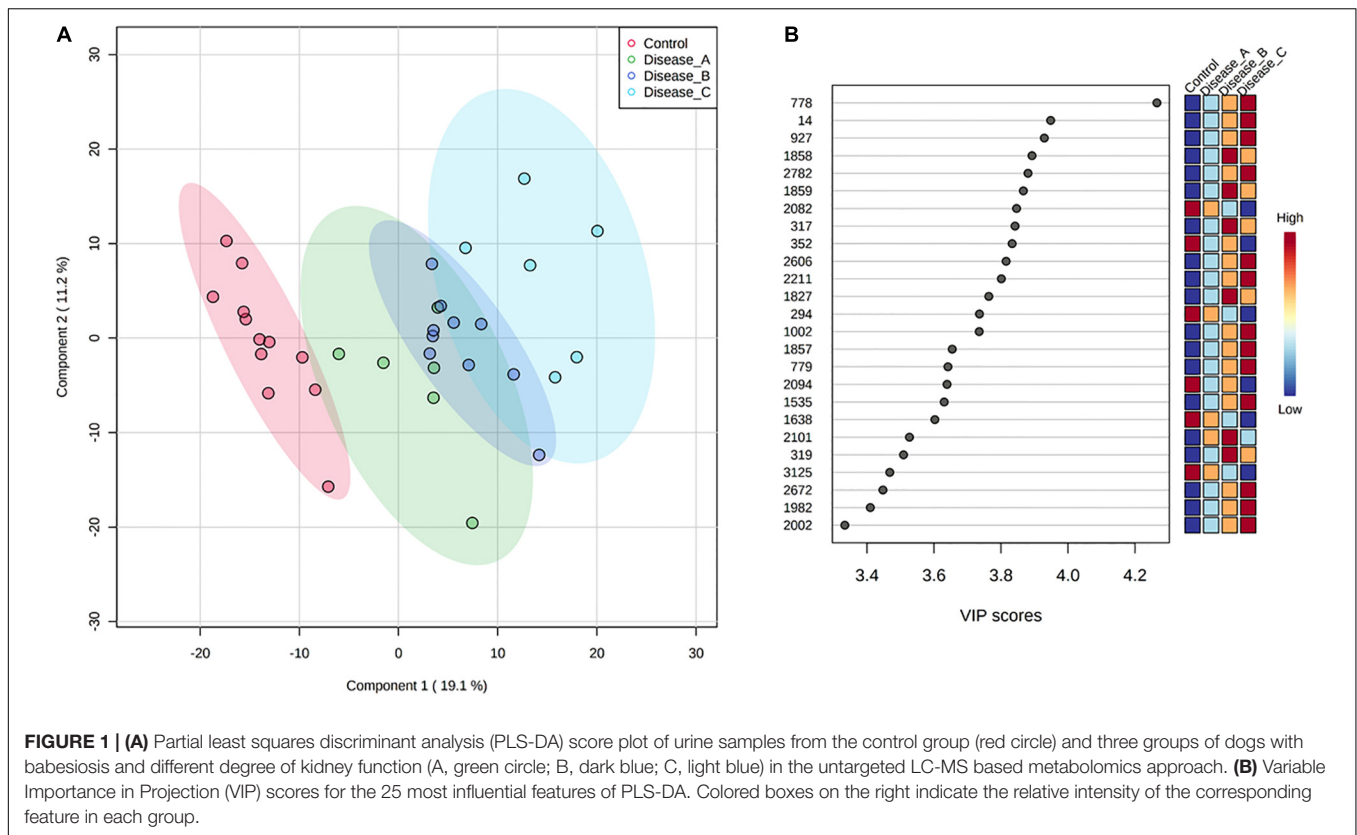 A
30
20
10
0
-10
-20
-30
Component 2 ( 11.2 %)
Control
Disease_A
Disease_B
Disease_C
-20 -10 0 10 20 30
Component 1 ( 19.1 %)
B
Control Disease_A Disease_B Disease_C
778
14
927
1858
2782
1859
2082
317
352
2606
2211
1827
294
1002
1857
779
2094
1535
1638
2101
319
3125
2672
1982
2002
3.4 3.6 3.8 4.0 4.2
VIP scores
High
Low
FIGURE 1 | (A) Partial least squares discriminant analysis (PLS-DA) score plot of urine samples from the control group (red circle) and three groups of dogs with
babesiosis and different degree of kidney function (A, green circle; B, dark blue; C, light blue) in the untargeted LC-MS based metabolomics approach. (B) Variable
Importance in Projection (VIP) scores for the 25 most influential features of PLS-DA. Colored boxes on the right indicate the relative intensity of the corresponding
feature in each group.